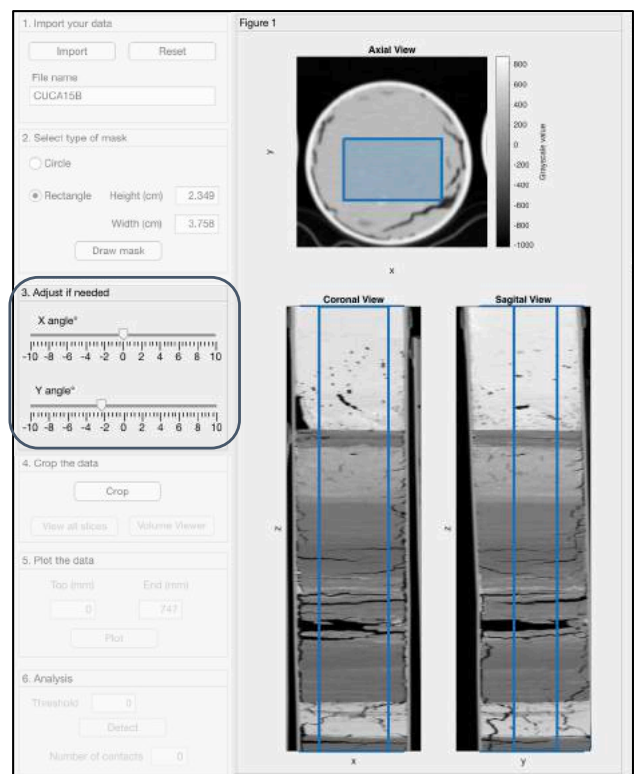 1. Import your data
Import Reset
File name
CUCA15B
2. Select type of mask
Circle
Rectangle Height (cm) 2.349
Width (cm) 3.758
Draw mask
3. Adjust if needed
X angle°
-10 -8 -6 -4 -2 0 2 4 6 8 10
Y angle°
-10 -8 -6 -4 -2 0 2 4 6 8 10
4. Crop the data
Crop
View all slices Volume Viewer
5. Plot the data
Top (mm) End (mm)
0 747
Plot
6. Analysis
Threshold 0
Detect
Number of contacts 0
Figure 1
Axial View
y
x
800
600
400
200
0
-200
-400
-600
-800
-1000
Grayscale value
Coronal View
z
x
Sagital View
z
y